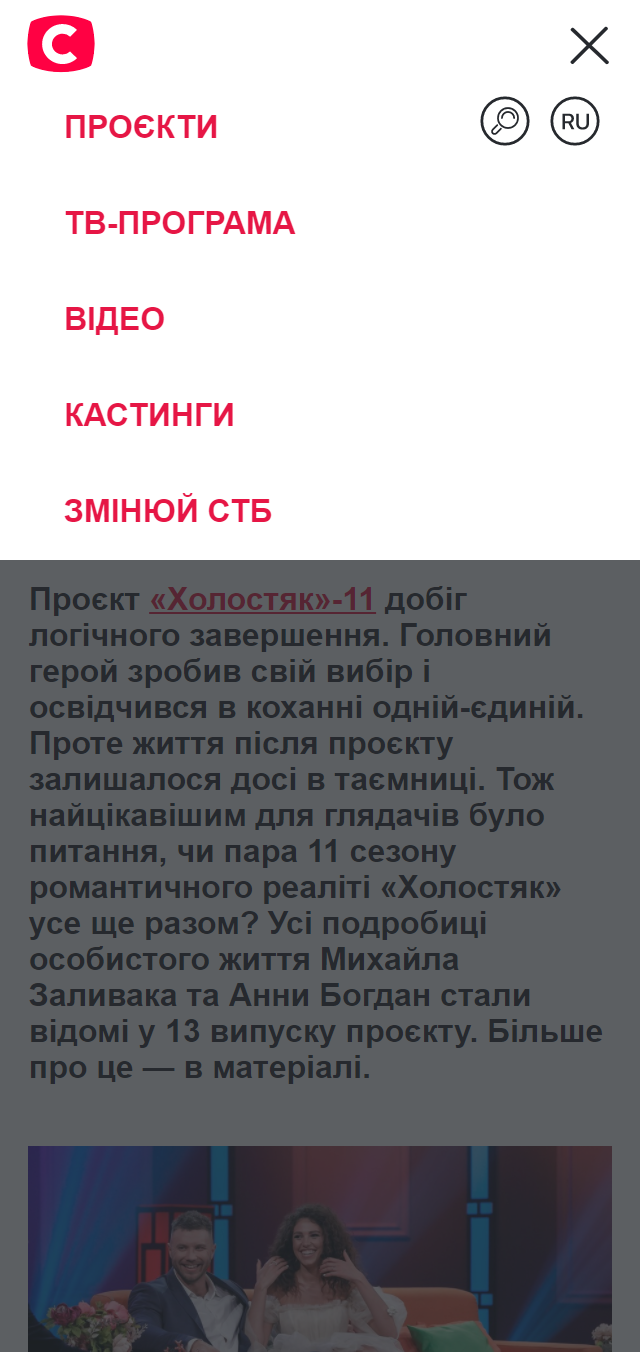 C
ПРОЄКТИ
RU
ТВ-ПРОГРАМА
ВІДЕО
КАСТИНГИ
ЗМІНЮЙ СТБ
Проєкт «Холостяк»-11 добіг
логічного завершення. Головний
герой зробив свій вибір і
освідчився в коханні одній-єдиній.
Проте життя після проєкту
залишалося досі в таємниці. Тож
найцікавішим для глядачів було
питання, чи пара 11 сезону
романтичного реаліті «Холостяк»
усе ще разом? Усі подробиці
особистого життя Михайла
Заливака та Анни Богдан стали
відомі у 13 випуску проєкту. Більше
про це — в матеріалі.